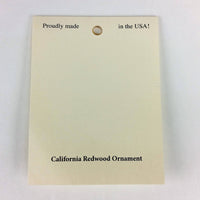 Proudly made in the USA!
California Redwood Ornament